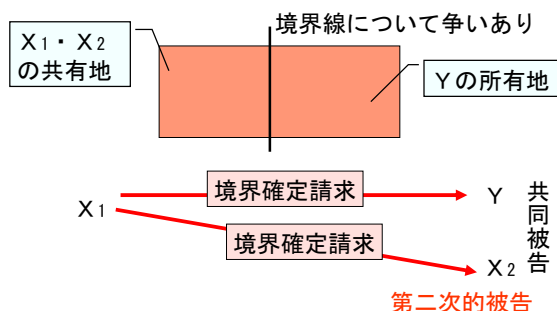 境界線について争いあり
X1・X2
の共有地
Yの所有地
境界確定請求
X1
Y
境界確定請求
X2
共同被告
第二次的被告